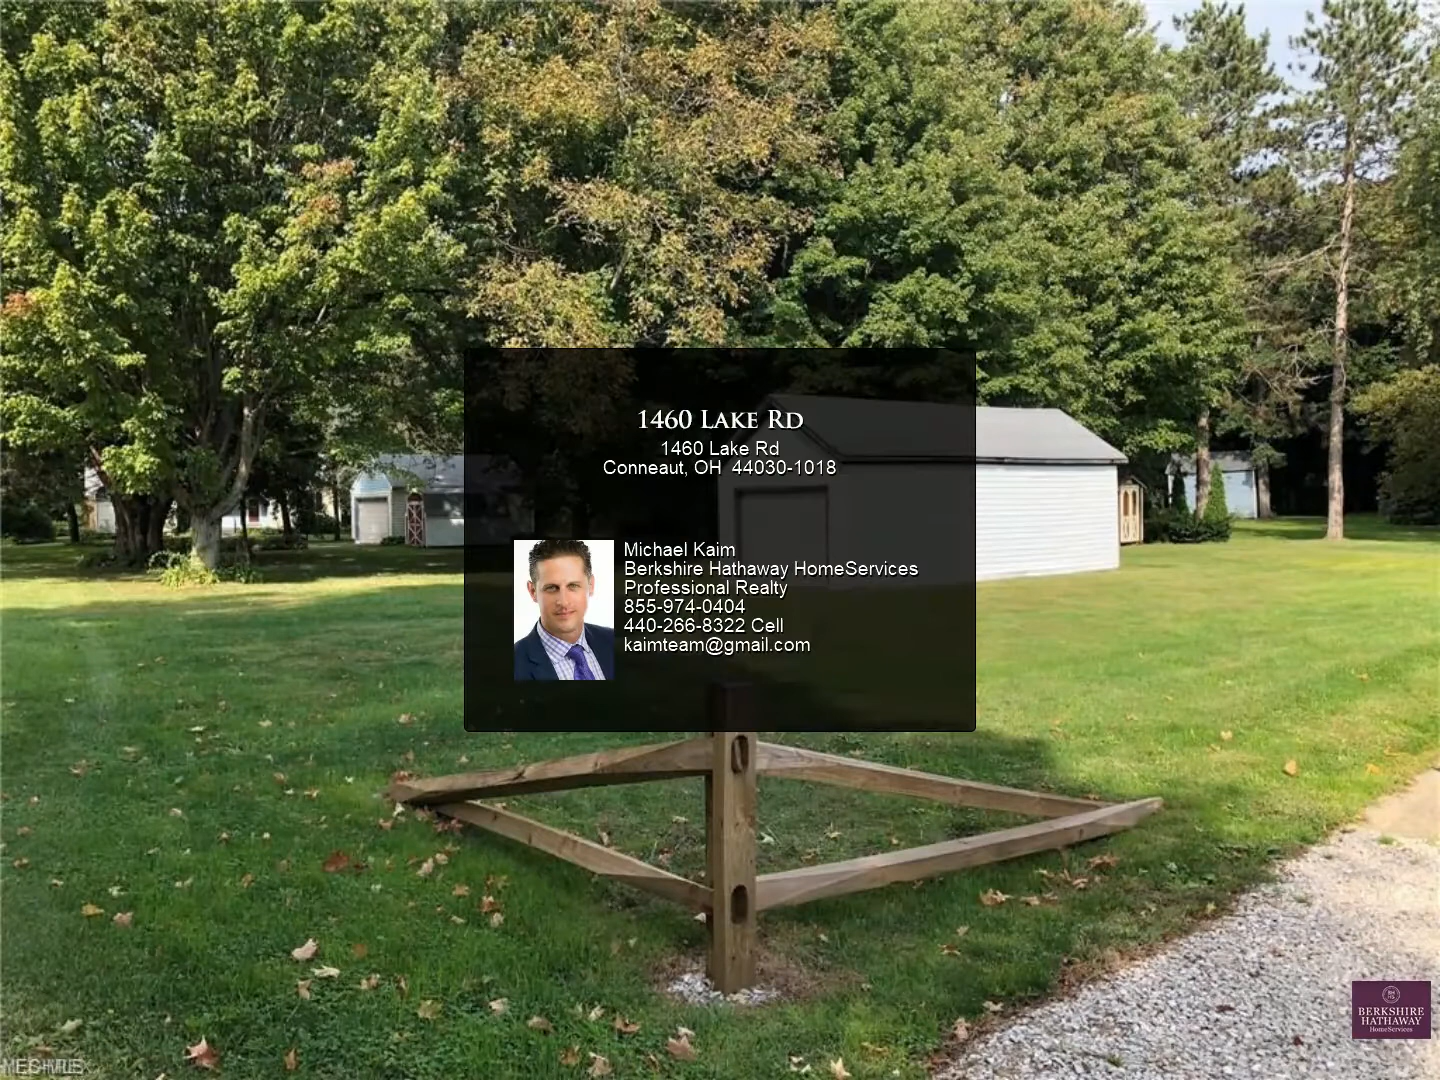 1460 Lake Rd
1460 Lake Rd
Conneaut, OH 44030-1018
Michael Kaim
Berkshire Hathaway HomeServices
Professional Realty
855-974-0404
440-266-8322 Cell
kaimteam@gmail.com
BERKSHIRE
HATHAWAY
HomeServices